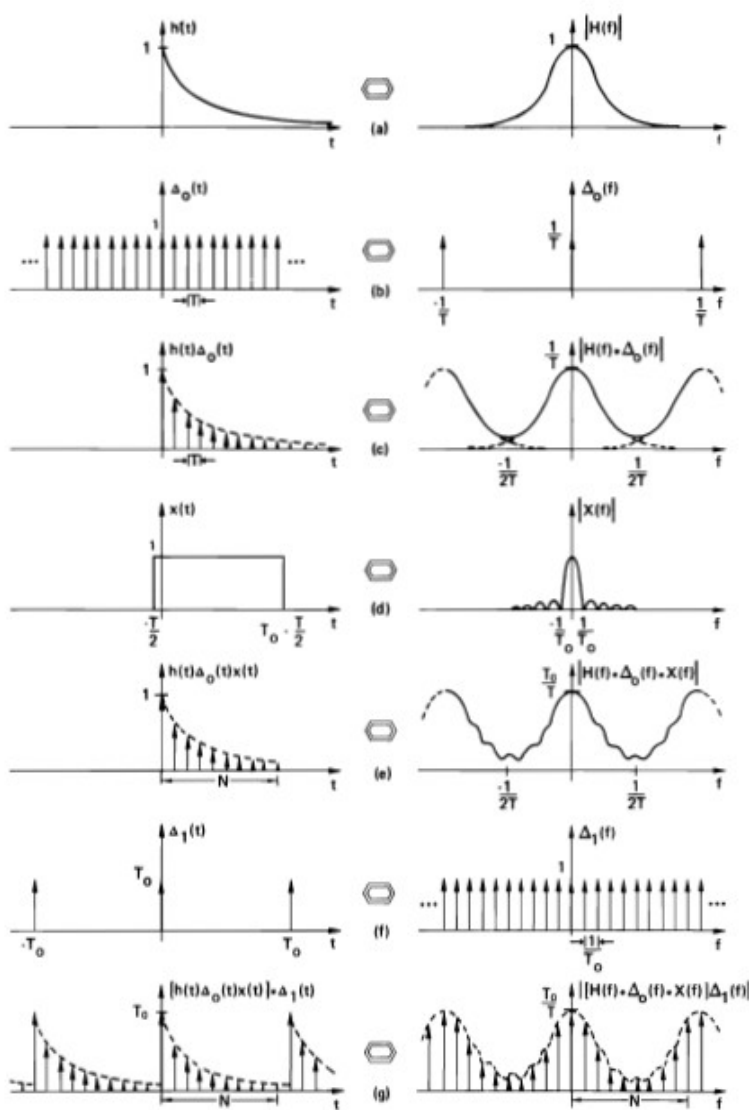 h(t)
1
t
(a)
|H(f)|
1
f
Δ₀(t)
1
...
...
T
t
(b)
Δ₀(f)
1/T
-1/T
1/T
f
h(t)Δ₀(t)
1
T
t
(c)
|H(f)*Δ₀(f)|
1/T
-1/2T
1/2T
f
x(t)
1
-T/2
T₀-T/2
t
(d)
|X(f)|
-1/T₀
1/T₀
f
h(t)Δ₀(t)x(t)
1
N
t
(e)
T₀/T
|H(f)*Δ₀(f)*X(f)|
-1/2T
1/2T
f
Δ₁(t)
T₀
-T₀
T₀
t
(f)
Δ₁(f)
1
...
...
1/T₀
f
[h(t)Δ₀(t)x(t)]*Δ₁(t)
T₀
N
t
(g)
T₀/T
|[H(f)*Δ₀(f)*X(f)]Δ₁(f)|
N
f